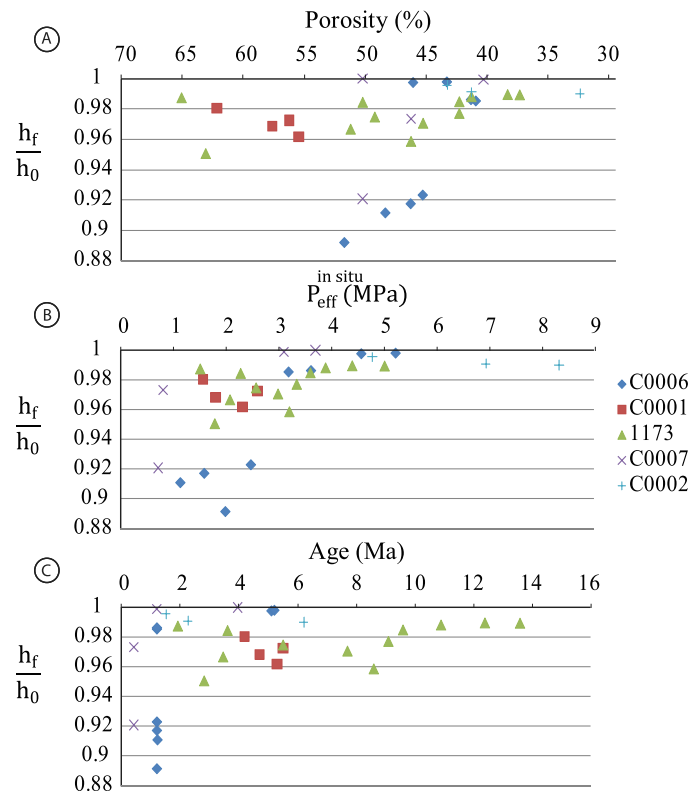 A
Porosity (%)
70 65 60 55 50 45 40 35 30
1
0.98
0.96
0.94
0.92
0.9
0.88
hf
h0
B
in situ
Peff (MPa)
0 1 2 3 4 5 6 7 8 9
1
0.98
0.96
0.94
0.92
0.9
0.88
hf
h0
C0006
C0001
1173
C0007
C0002
C
Age (Ma)
0 2 4 6 8 10 12 14 16
1
0.98
0.96
0.94
0.92
0.9
0.88
hf
h0